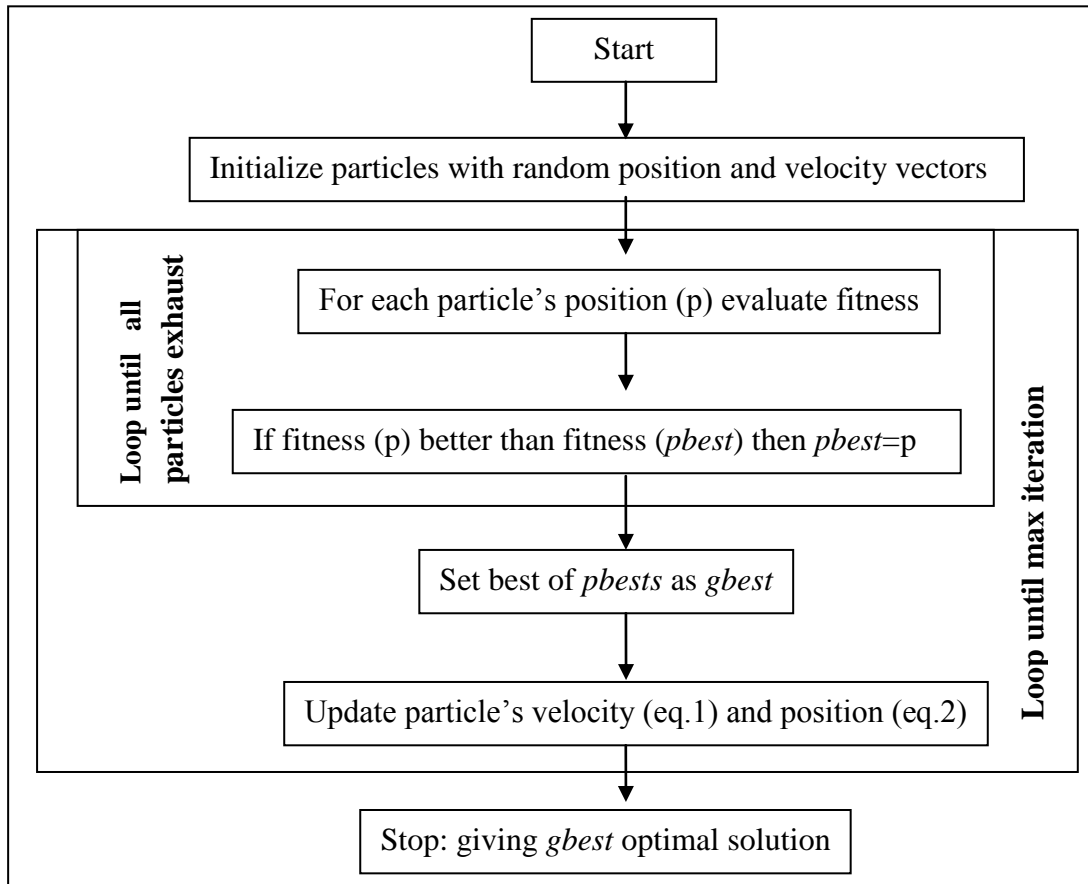 Start
Initialize particles with random position and velocity vectors
Loop until all
particles exhaust
For each particle’s position (p) evaluate fitness
If fitness (p) better than fitness (pbest) then pbest=p
Loop until max iteration
Set best of pbests as gbest
Update particle’s velocity (eq.1) and position (eq.2)
Stop: giving gbest optimal solution